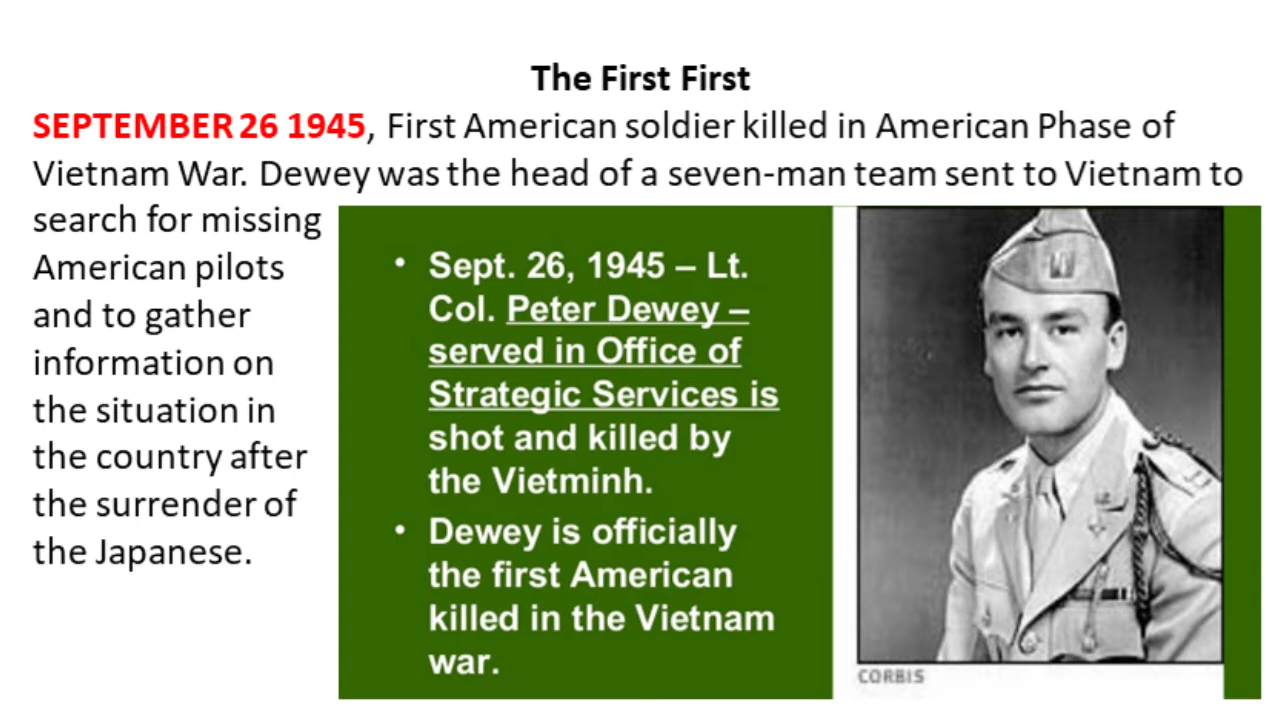 The First First
SEPTEMBER 26 1945, First American soldier killed in American Phase of
Vietnam War. Dewey was the head of a seven-man team sent to Vietnam to
search for missing
American pilots
and to gather
information on
the situation in
the country after
the surrender of
the Japanese.
• Sept. 26, 1945 – Lt.
Col. Peter Dewey –
served in Office of
Strategic Services is
shot and killed by
the Vietminh.
• Dewey is officially
the first American
killed in the Vietnam
war.
CORBIS